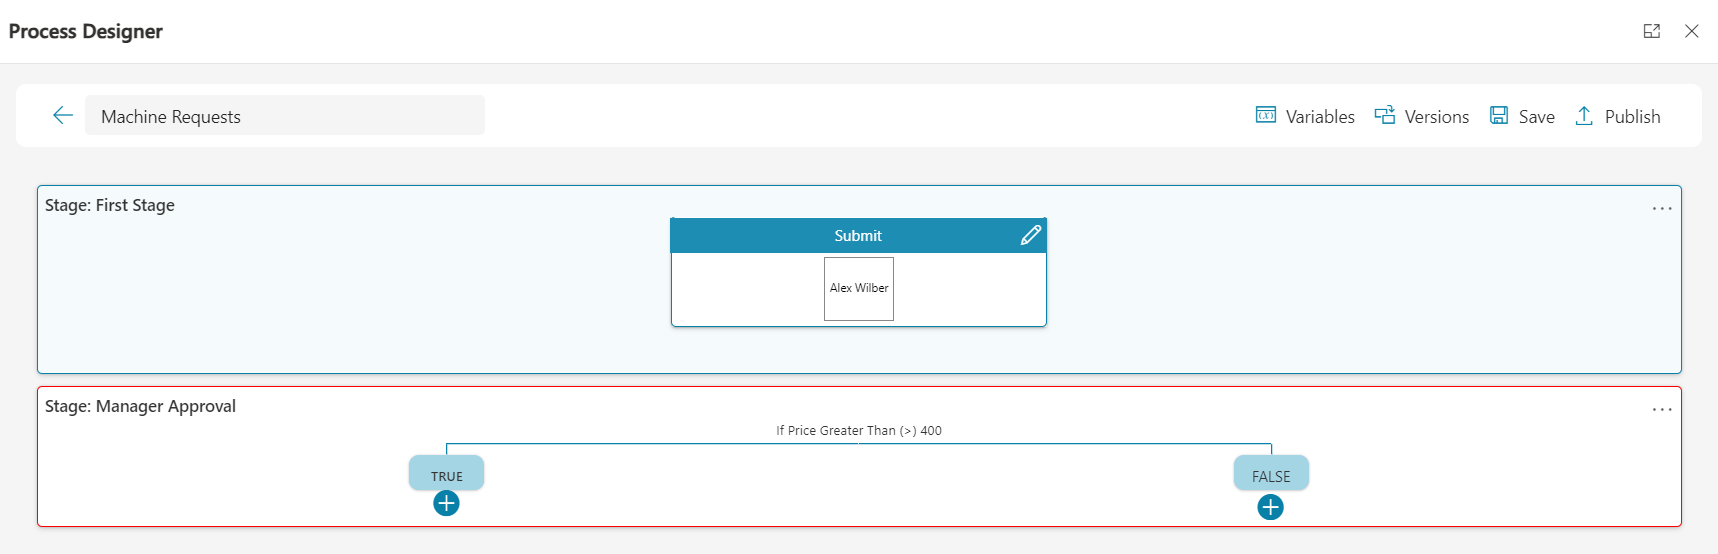 Process Designer
Machine Requests
Variables
Versions
Save
Publish
Stage: First Stage
Submit
Alex Wilber
Stage: Manager Approval
If Price Greater Than (>) 400
TRUE
FALSE